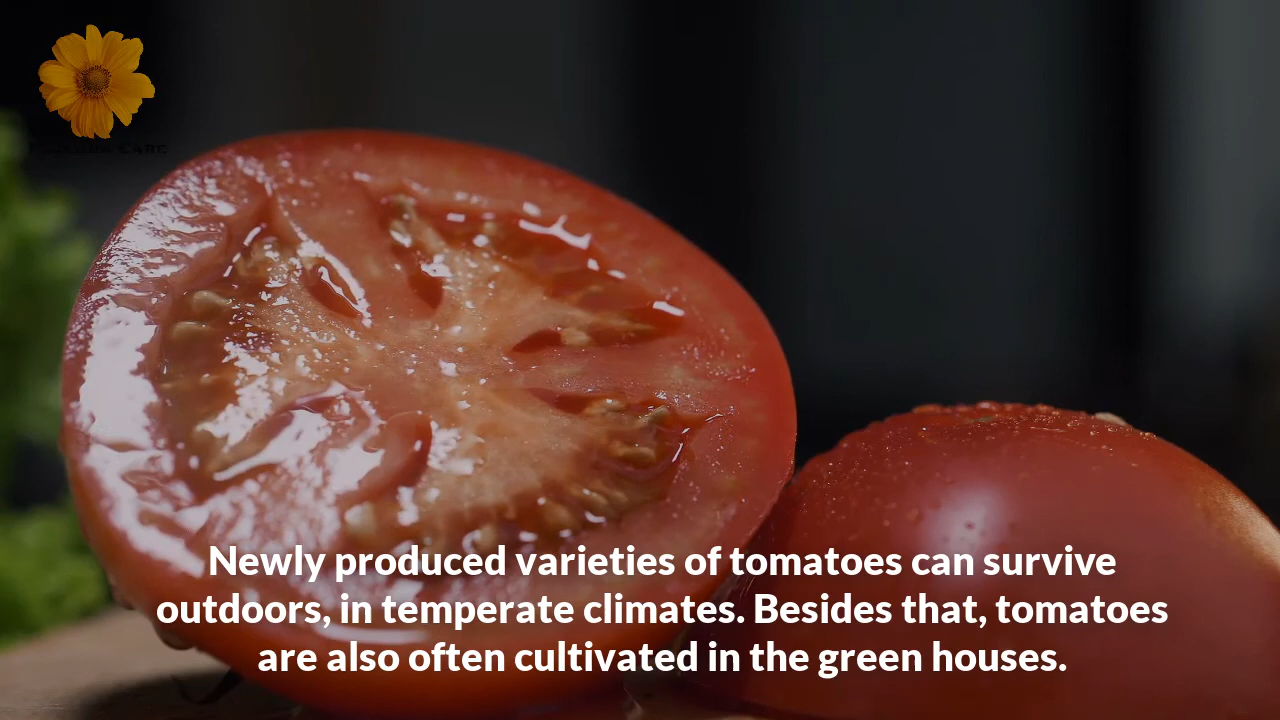 Newly produced varieties of tomatoes can survive
outdoors, in temperate climates. Besides that, tomatoes
are also often cultivated in the green houses.